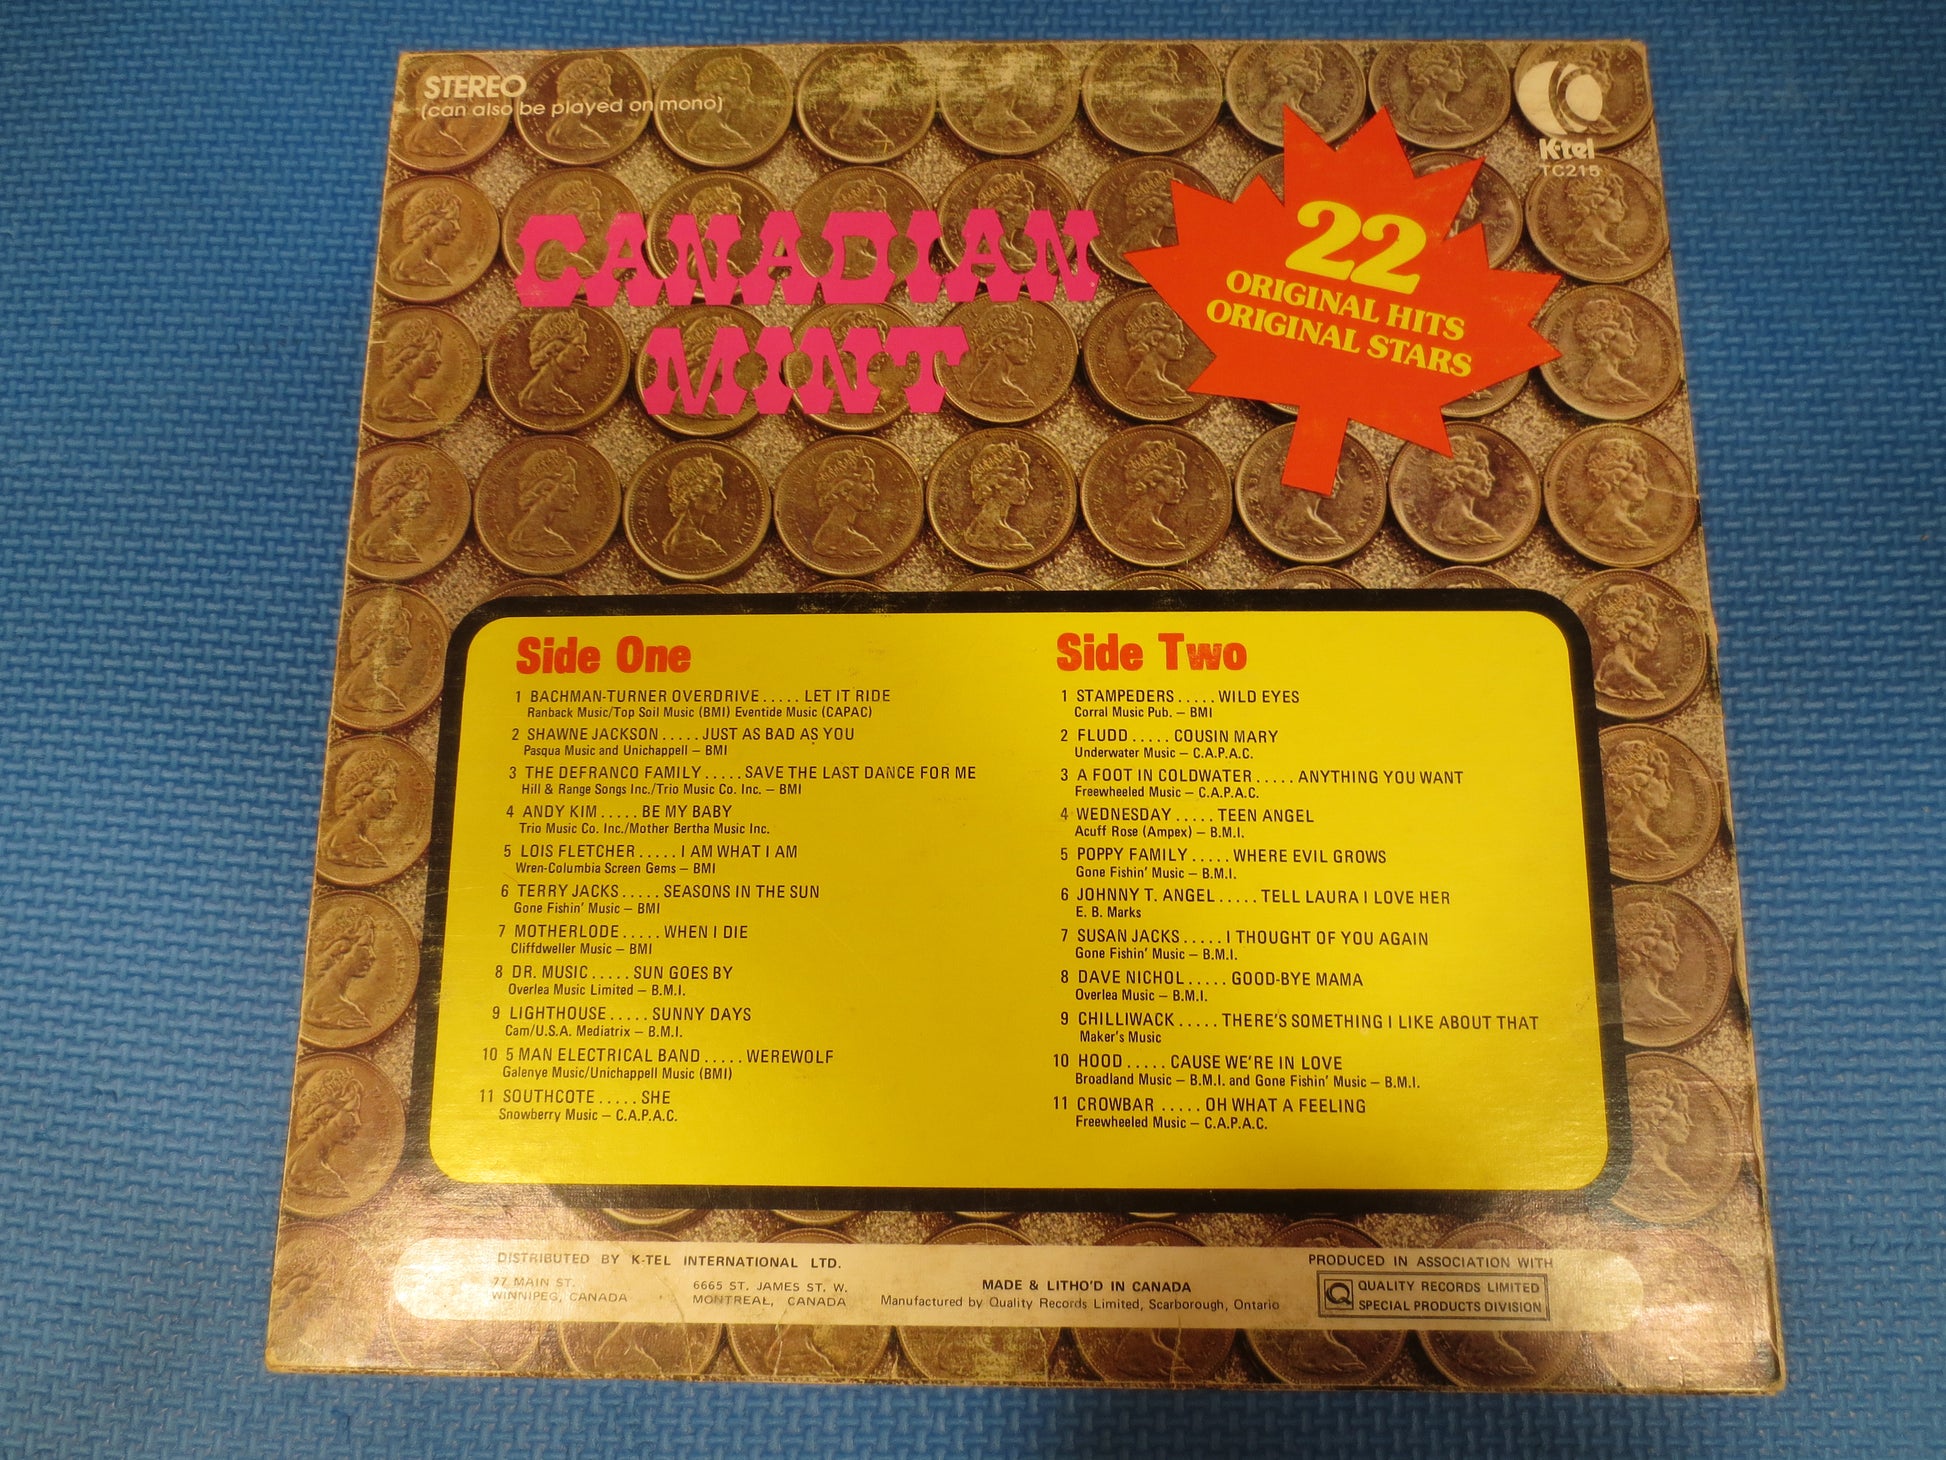 STEREO
(can also be played on mono)
K-tel
TC215
CANADIAN
MINT
22
ORIGINAL HITS
ORIGINAL STARS
Side One
1 BACHMAN-TURNER OVERDRIVE ..... LET IT RIDE
Ranback Music/Top Soil Music (BMI) Eventide Music (CAPAC)
2 SHAWNE JACKSON ..... JUST AS BAD AS YOU
Pasqua Music and Unichappell – BMI
3 THE DEFRANCO FAMILY ..... SAVE THE LAST DANCE FOR ME
Hill & Range Songs Inc./Trio Music Co. Inc. – BMI
4 ANDY KIM ..... BE MY BABY
Trio Music Co. Inc./Mother Bertha Music Inc.
5 LOIS FLETCHER ..... I AM WHAT I AM
Wren-Columbia Screen Gems – BMI
6 TERRY JACKS ..... SEASONS IN THE SUN
Gone Fishin' Music – BMI
7 MOTHERLODE ..... WHEN I DIE
Cliffdweller Music – BMI
8 DR. MUSIC ..... SUN GOES BY
Overlea Music Limited – B.M.I.
9 LIGHTHOUSE ..... SUNNY DAYS
Cam/U.S.A. Mediatrix – B.M.I.
10 5 MAN ELECTRICAL BAND ..... WEREWOLF
Galenye Music/Unichappell Music (BMI)
11 SOUTHCOTE ..... SHE
Snowberry Music – C.A.P.A.C.
Side Two
1 STAMPEDERS ..... WILD EYES
Corral Music Pub. – BMI
2 FLUDD ..... COUSIN MARY
Underwater Music – C.A.P.A.C.
3 A FOOT IN COLDWATER ..... ANYTHING YOU WANT
Freewheeled Music – C.A.P.A.C.
4 WEDNESDAY ..... TEEN ANGEL
Acuff Rose (Ampex) – B.M.I.
5 POPPY FAMILY ..... WHERE EVIL GROWS
Gone Fishin' Music – B.M.I.
6 JOHNNY T. ANGEL ..... TELL LAURA I LOVE HER
E. B. Marks
7 SUSAN JACKS ..... I THOUGHT OF YOU AGAIN
Gone Fishin' Music – B.M.I.
8 DAVE NICHOL ..... GOOD-BYE MAMA
Overlea Music – B.M.I.
9 CHILLIWACK ..... THERE'S SOMETHING I LIKE ABOUT THAT
Maker's Music
10 HOOD ..... CAUSE WE'RE IN LOVE
Broadland Music – B.M.I. and Gone Fishin' Music – B.M.I.
11 CROWBAR ..... OH WHAT A FEELING
Freewheeled Music – C.A.P.A.C.
DISTRIBUTED BY K-TEL INTERNATIONAL LTD.
77 MAIN ST.
WINNIPEG, CANADA
6665 ST. JAMES ST. W.
MONTREAL, CANADA
MADE & LITHO'D IN CANADA
Manufactured by Quality Records Limited, Scarborough, Ontario
PRODUCED IN ASSOCIATION WITH
Q QUALITY RECORDS LIMITED
SPECIAL PRODUCTS DIVISION